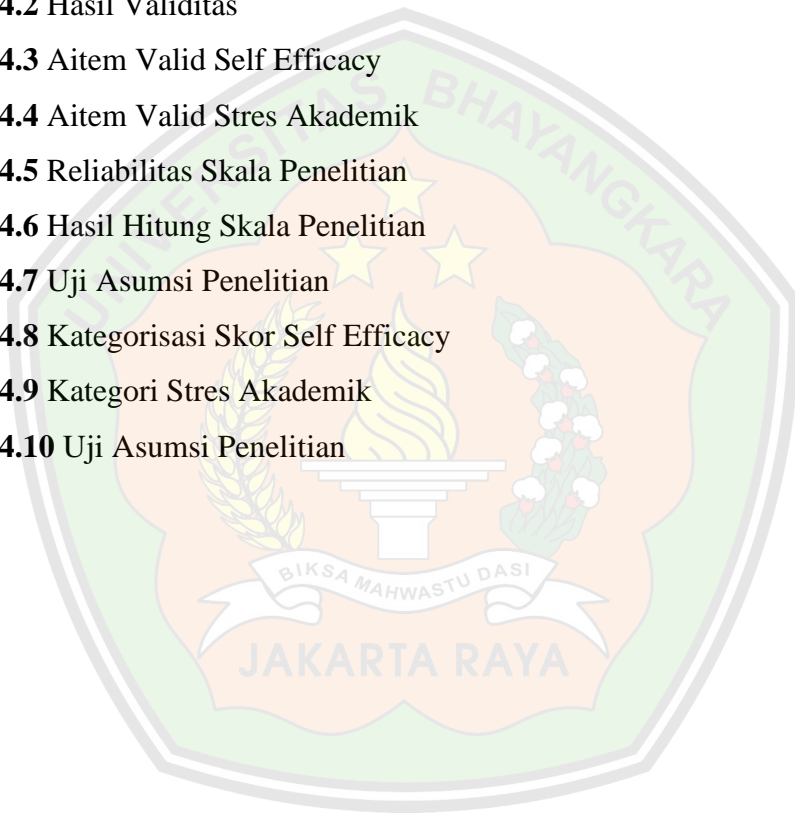 4.2 Hasil Validitas
4.3 Aitem Valid Self Efficacy
4.4 Aitem Valid Stres Akademik
4.5 Reliabilitas Skala Penelitian
4.6 Hasil Hitung Skala Penelitian
4.7 Uji Asumsi Penelitian
4.8 Kategorisasi Skor Self Efficacy
4.9 Kategori Stres Akademik
4.10 Uji Asumsi Penelitian
UNIVERSITAS BHAYANGKARA
BIKSA MAHWASTU DASI
JAKARTA RAYA